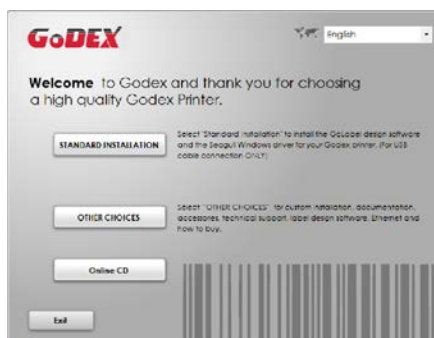 GoDEX
English
Welcome to Godex and thank you for choosing
a high quality Godex Printer.
STANDARD INSTALLATION
Select "Standard Installation" to install the GoLabel design software
and the Seagull Windows driver for your Godex printer. (For USB
cable connection ONLY)
OTHER CHOICES
Select "OTHER CHOICES" for custom installation, documentation,
accessories, technical support, label design software, Ethernet and
how to buy.
Online CD
Exit